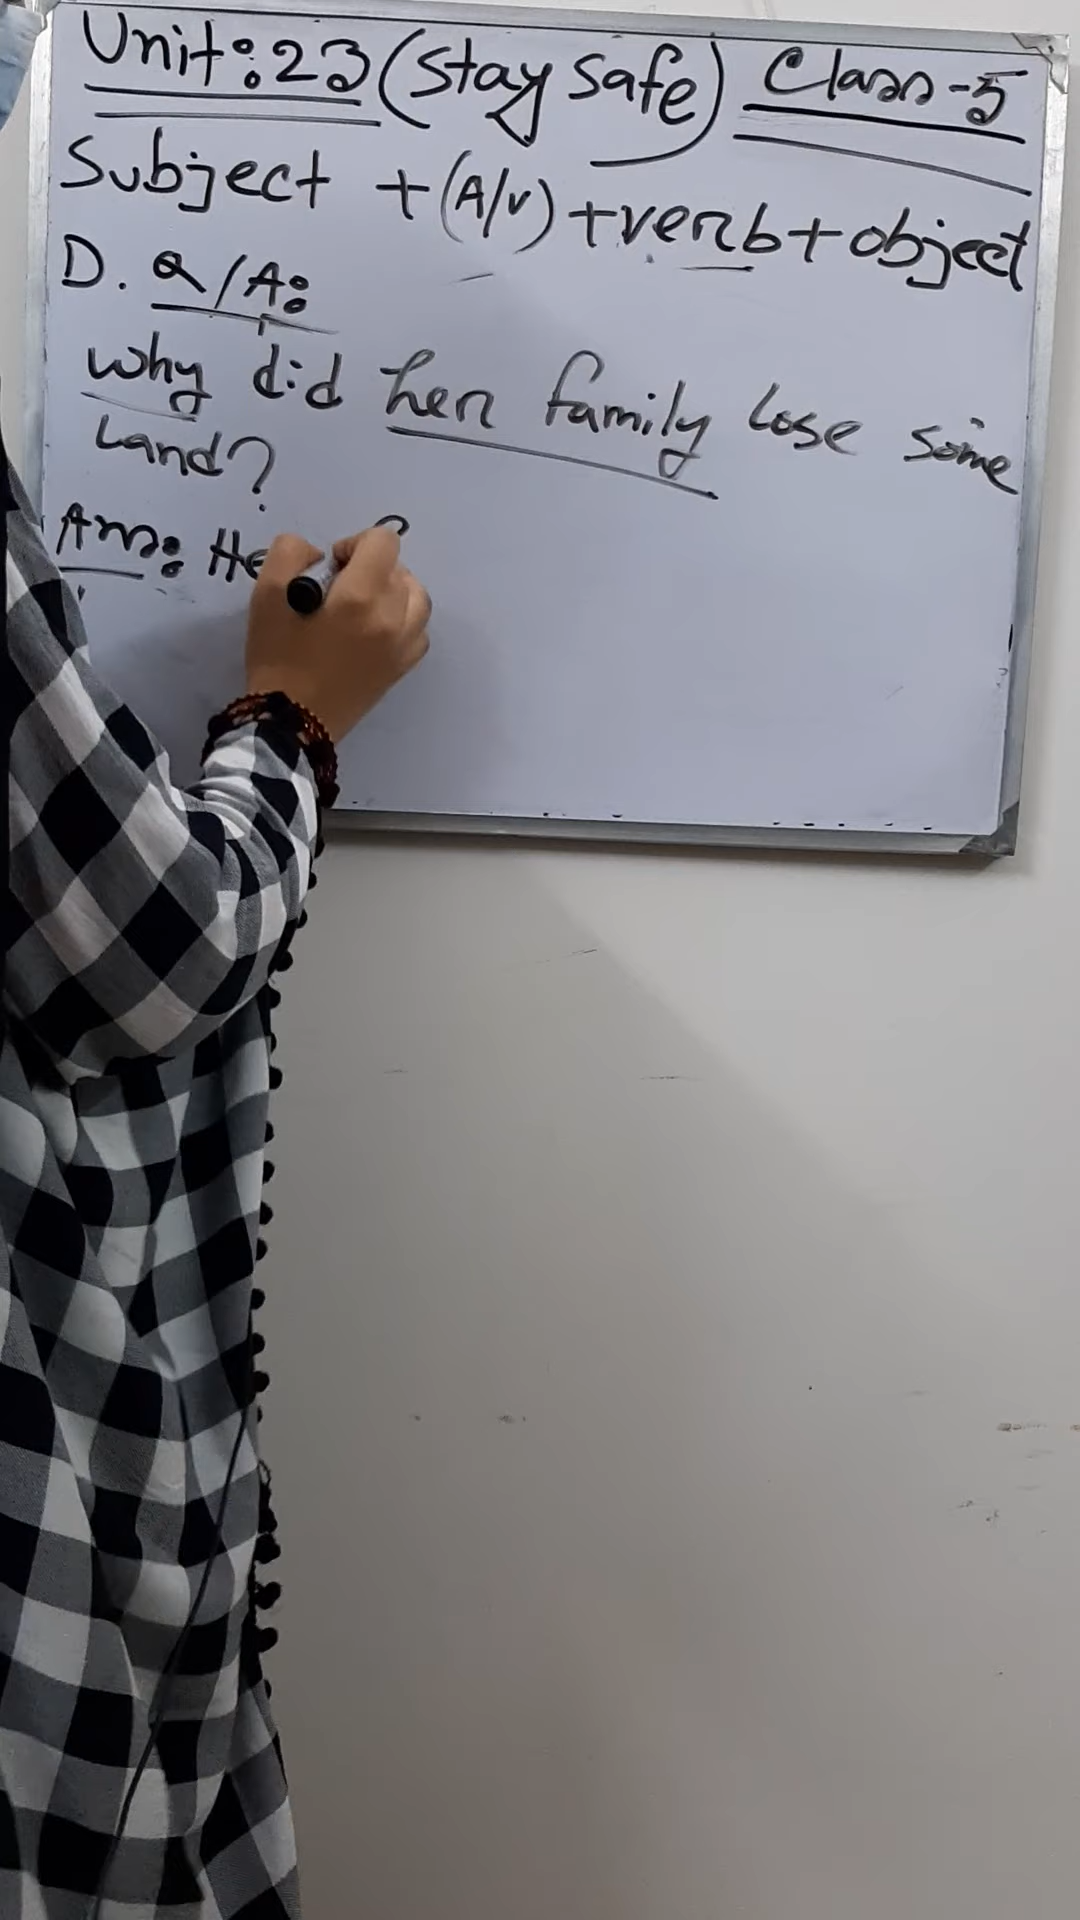 Unit:23 (Stay Safe) Class-5
Subject + (A/V) + verb + object
D. Q/A:
Why did her family lose some
Land?
Ans: He